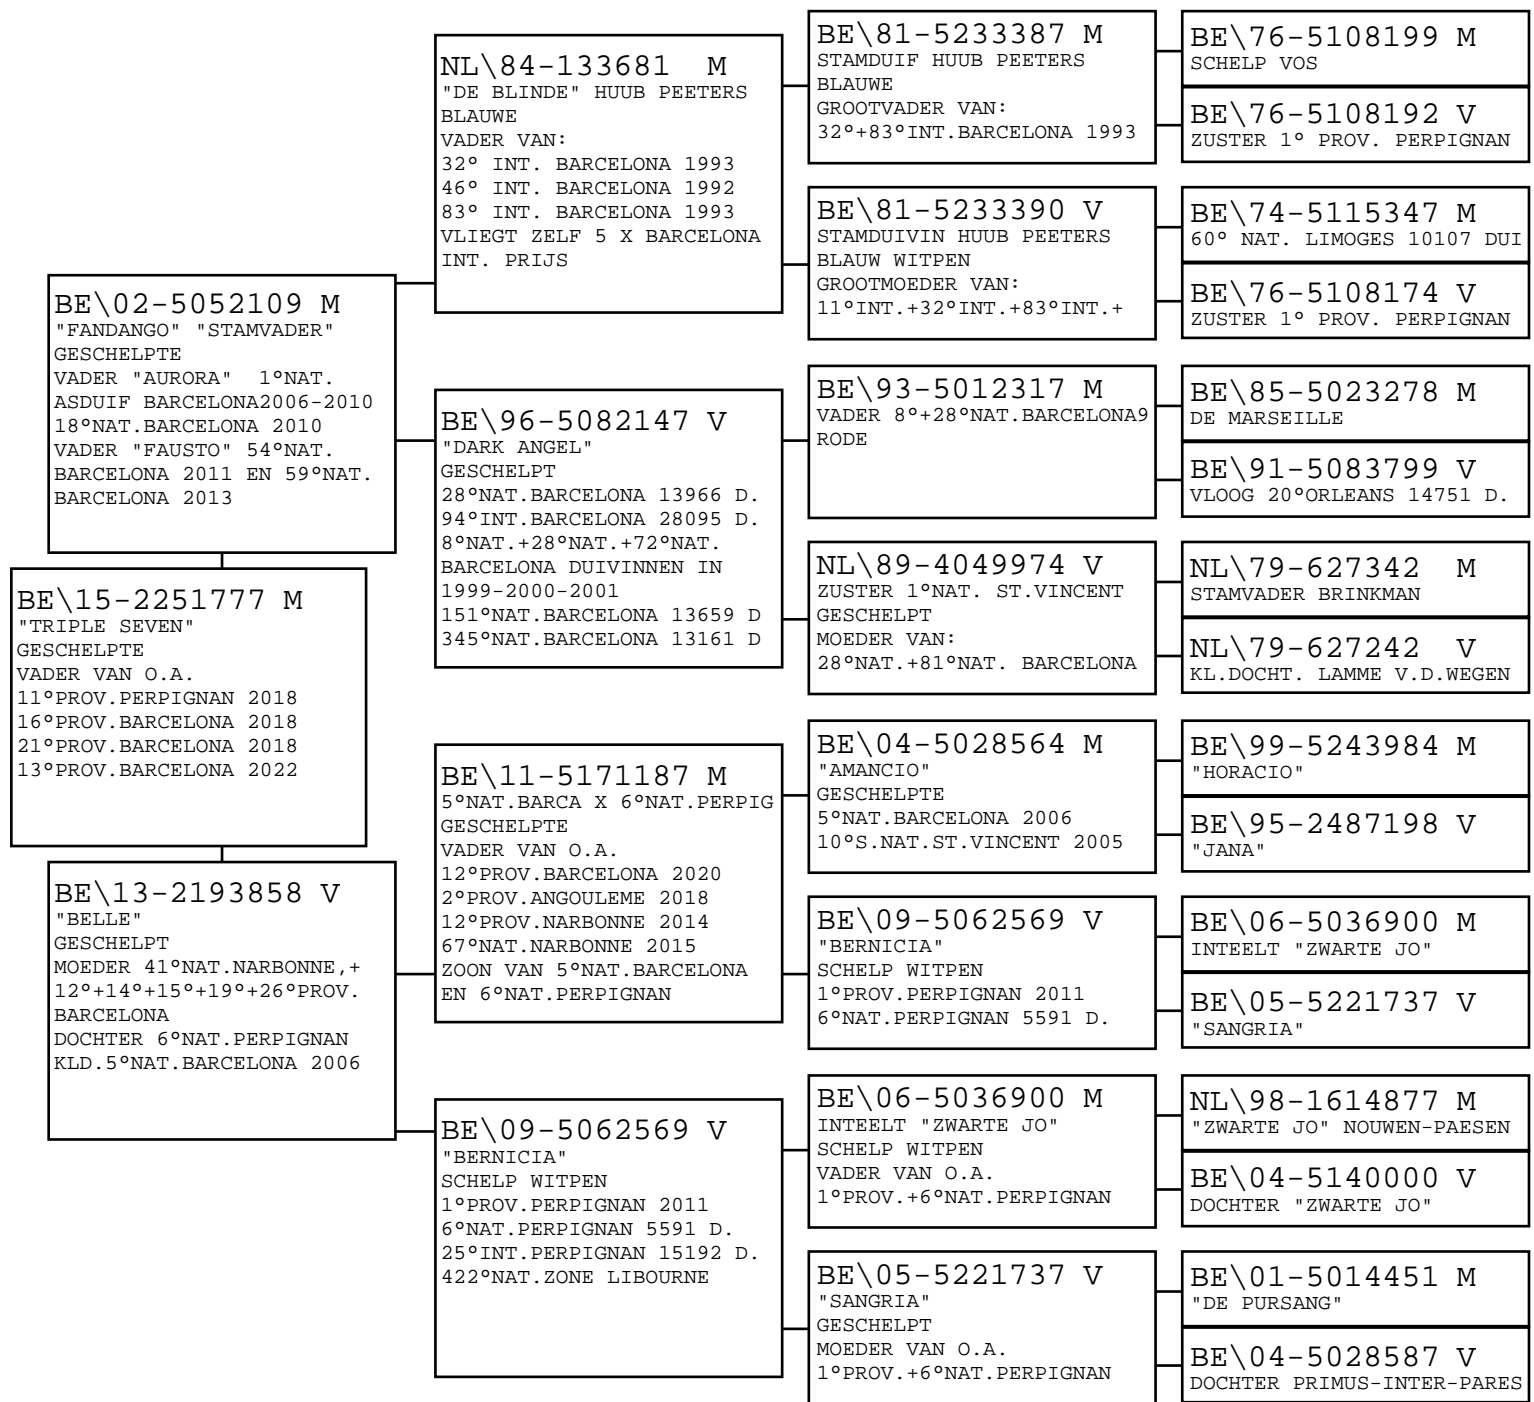 BE\15-2251777 M
"TRIPLE SEVEN"
GESCHELPTE
VADER VAN O.A.
11°PROV.PERPIGNAN 2018
16°PROV.BARCELONA 2018
21°PROV.BARCELONA 2018
13°PROV.BARCELONA 2022
BE\02-5052109 M
"FANDANGO" "STAMVADER"
GESCHELPTE
VADER "AURORA" 1°NAT.
ASDUIF BARCELONA2006-2010
18°NAT.BARCELONA 2010
VADER "FAUSTO" 54°NAT.
BARCELONA 2011 EN 59°NAT.
BARCELONA 2013
BE\13-2193858 V
"BELLE"
GESCHELPT
MOEDER 41°NAT.NARBONNE,+
12°+14°+15°+19°+26°PROV.
BARCELONA
DOCHTER 6°NAT.PERPIGNAN
KLD.5°NAT.BARCELONA 2006
NL\84-133681 M
"DE BLINDE" HUUB PEETERS
BLAUWE
VADER VAN:
32° INT. BARCELONA 1993
46° INT. BARCELONA 1992
83° INT. BARCELONA 1993
VLIEGT ZELF 5 X BARCELONA
INT. PRIJS
BE\96-5082147 V
"DARK ANGEL"
GESCHELPT
28°NAT.BARCELONA 13966 D.
94°INT.BARCELONA 28095 D.
8°NAT.+28°NAT.+72°NAT.
BARCELONA DUIVINNEN IN
1999-2000-2001
151°NAT.BARCELONA 13659 D
345°NAT.BARCELONA 13161 D
BE\11-5171187 M
5°NAT.BARCA X 6°NAT.PERPIG
GESCHELPTE
VADER VAN O.A.
12°PROV.BARCELONA 2020
2°PROV.ANGOULEME 2018
12°PROV.NARBONNE 2014
67°NAT.NARBONNE 2015
ZOON VAN 5°NAT.BARCELONA
EN 6°NAT.PERPIGNAN
BE\09-5062569 V
"BERNICIA"
SCHELP WITPEN
1°PROV.PERPIGNAN 2011
6°NAT.PERPIGNAN 5591 D.
25°INT.PERPIGNAN 15192 D.
422°NAT.ZONE LIBOURNE
BE\81-5233387 M
STAMDUIF HUUB PEETERS
BLAUWE
GROOTVADER VAN:
32°+83°INT.BARCELONA 1993
BE\81-5233390 V
STAMDUIVIN HUUB PEETERS
BLAUW WITPEN
GROOTMOEDER VAN:
11°INT.+32°INT.+83°INT.+
BE\93-5012317 M
VADER 8°+28°NAT.BARCELONA9
RODE
NL\89-4049974 V
ZUSTER 1°NAT. ST.VINCENT
GESCHELPT
MOEDER VAN:
28°NAT.+81°NAT. BARCELONA
BE\04-5028564 M
"AMANCIO"
GESCHELPTE
5°NAT.BARCELONA 2006
10°S.NAT.ST.VINCENT 2005
BE\09-5062569 V
"BERNICIA"
SCHELP WITPEN
1°PROV.PERPIGNAN 2011
6°NAT.PERPIGNAN 5591 D.
BE\06-5036900 M
INTEELT "ZWARTE JO"
SCHELP WITPEN
VADER VAN O.A.
1°PROV.+6°NAT.PERPIGNAN
BE\05-5221737 V
"SANGRIA"
GESCHELPT
MOEDER VAN O.A.
1°PROV.+6°NAT.PERPIGNAN
BE\76-5108199 M
SCHELP VOS
BE\76-5108192 V
ZUSTER 1° PROV. PERPIGNAN
BE\74-5115347 M
60° NAT. LIMOGES 10107 DUI
BE\76-5108174 V
ZUSTER 1° PROV. PERPIGNAN
BE\85-5023278 M
DE MARSEILLE
BE\91-5083799 V
VLOOG 20°ORLEANS 14751 D.
NL\79-627342 M
STAMVADER BRINKMAN
NL\79-627242 V
KL.DOCHT. LAMME V.D.WEGEN
BE\99-5243984 M
"HORACIO"
BE\95-2487198 V
"JANA"
BE\06-5036900 M
INTEELT "ZWARTE JO"
BE\05-5221737 V
"SANGRIA"
NL\98-1614877 M
"ZWARTE JO" NOUWEN-PAESEN
BE\04-5140000 V
DOCHTER "ZWARTE JO"
BE\01-5014451 M
"DE PURSANG"
BE\04-5028587 V
DOCHTER PRIMUS-INTER-PARES